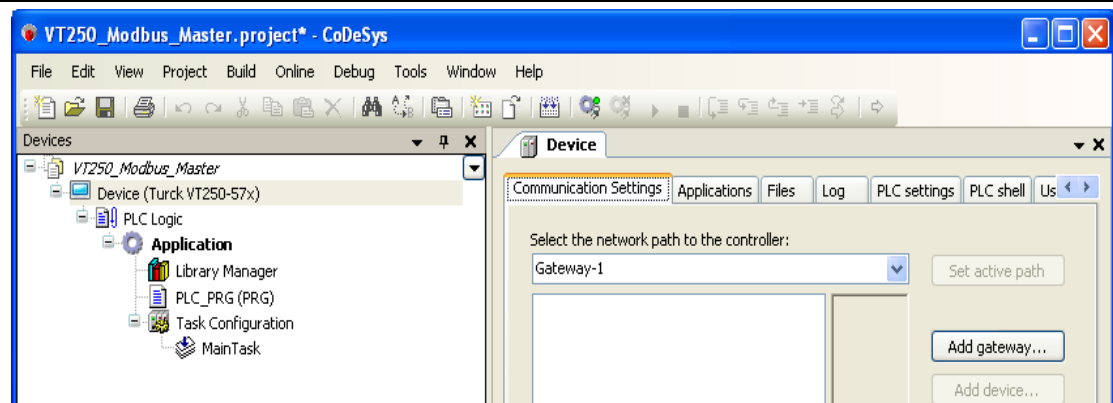 VT250_Modbus_Master.project* - CoDeSys
File Edit View Project Build Online Debug Tools Window Help
Devices
VT250_Modbus_Master
Device (Turck VT250-57x)
PLC Logic
Application
Library Manager
PLC_PRG (PRG)
Task Configuration
MainTask
Device
Communication Settings Applications Files Log PLC settings PLC shell Us
Select the network path to the controller:
Gateway-1
Set active path
Add gateway...
Add device...